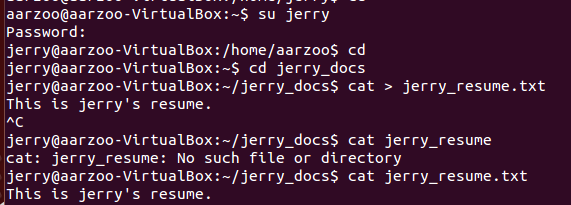 aarzoo@aarzoo-VirtualBox:~$ su jerry
Password:
jerry@aarzoo-VirtualBox:/home/aarzoo$ cd
jerry@aarzoo-VirtualBox:~$ cd jerry_docs
jerry@aarzoo-VirtualBox:~/jerry_docs$ cat > jerry_resume.txt
This is jerry's resume.
^C
jerry@aarzoo-VirtualBox:~/jerry_docs$ cat jerry_resume
cat: jerry_resume: No such file or directory
jerry@aarzoo-VirtualBox:~/jerry_docs$ cat jerry_resume.txt
This is jerry's resume.